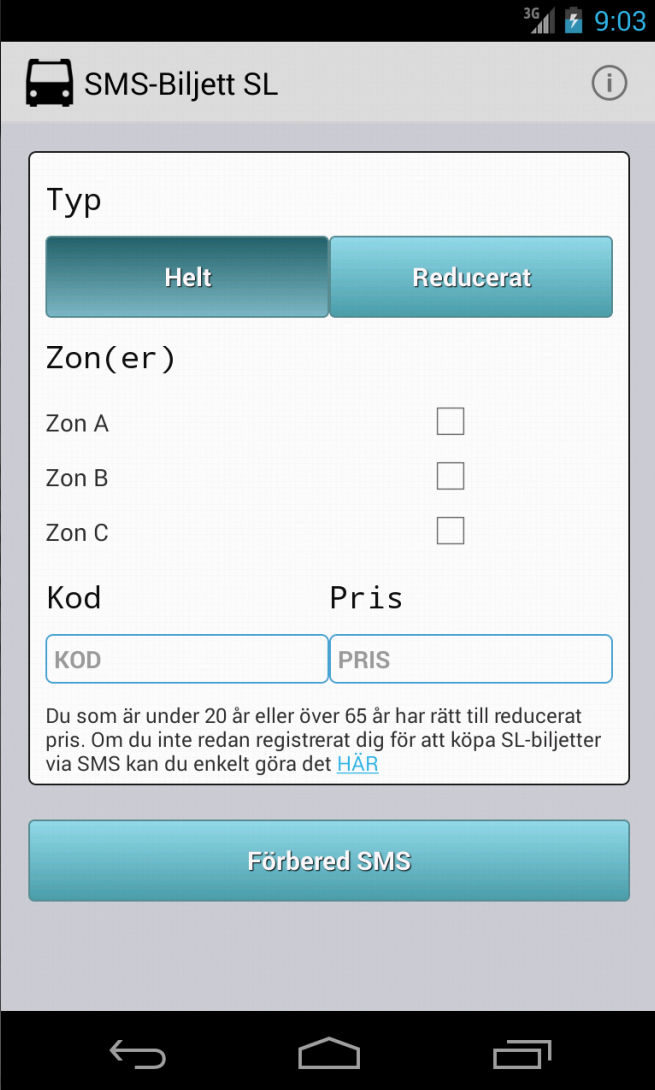 3G 9:03
SMS-Biljett SL
Typ
Helt Reducerat
Zon(er)
Zon A
Zon B
Zon C
Kod Pris
KOD PRIS
Du som är under 20 år eller över 65 år har rätt till reducerat
pris. Om du inte redan registrerat dig för att köpa SL-biljetter
via SMS kan du enkelt göra det HÄR
Förbered SMS